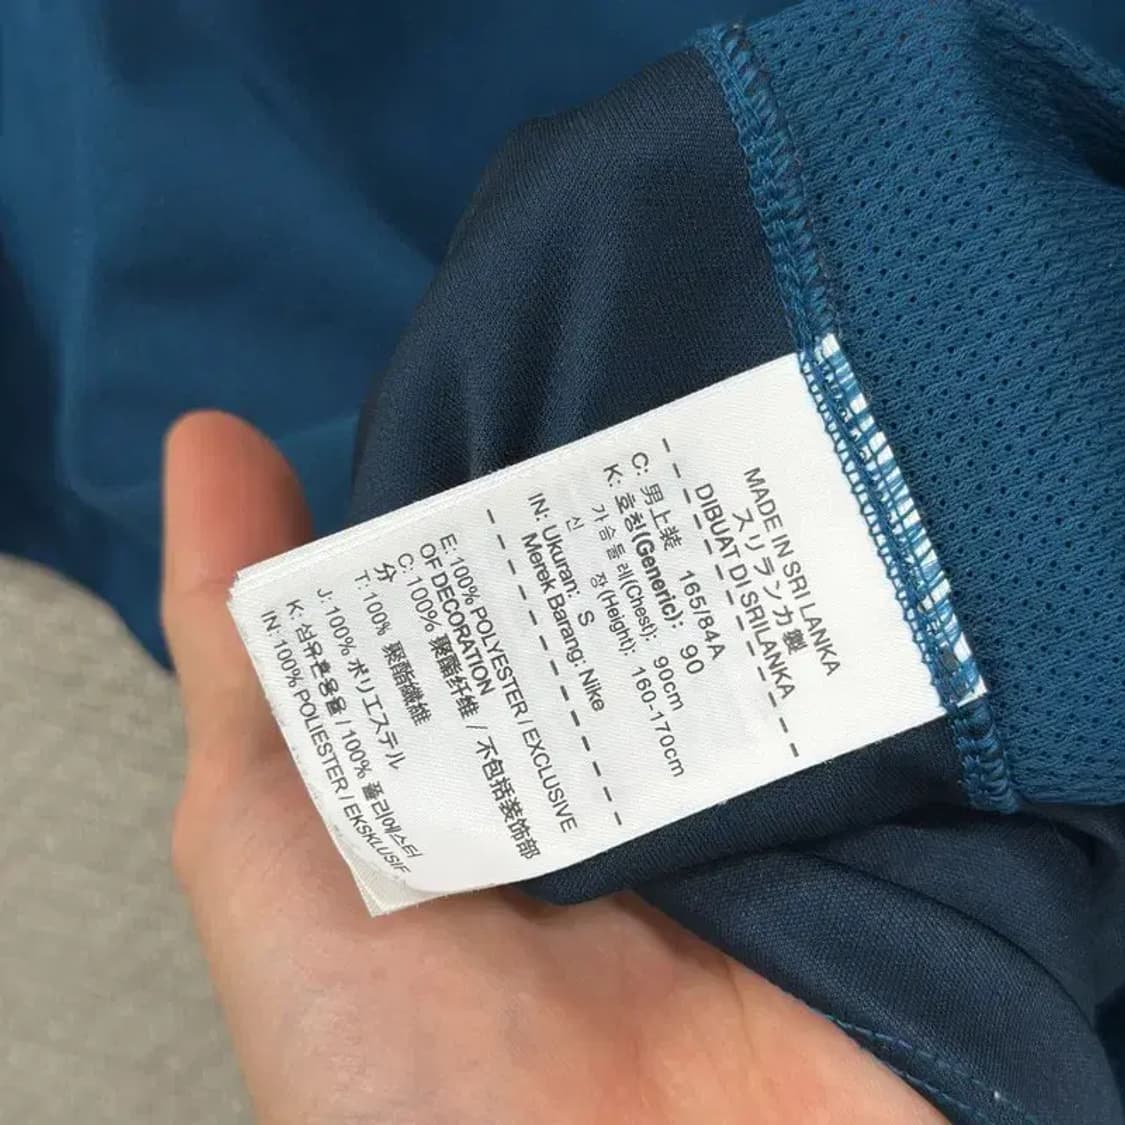 MADE IN SRI LANKA
スリランカ製
DIBUAT DI SRILANKA
C: 男上装 165/84A
K: 호칭(Generic): 90
가슴둘레(Chest): 90cm
신 장(Height): 160-170cm
IN: Ukuran: S
Merek Barang: Nike
E: 100% POLYESTER / EXCLUSIVE
OF DECORATION
C: 100% 聚酯纤维 / 不包括装饰部
分
T: 100% 聚酯纖維
J: 100% ポリエステル
K: 섬유혼용율 / 100% 폴리에스터
IN: 100% POLIESTER / EKSKLUSIF